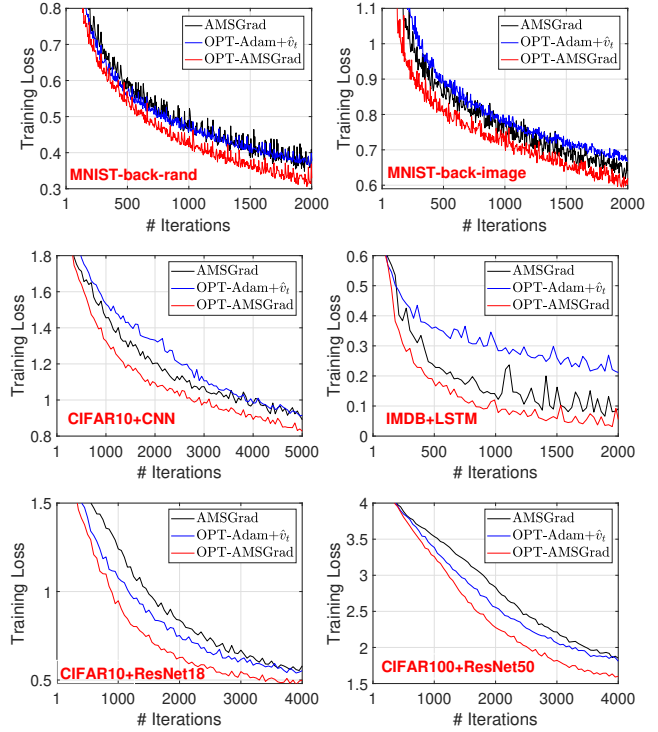 0.8
0.7
0.6
0.5
0.4
0.3
Training Loss
AMSGrad
OPT-Adam+v̂ₜ
OPT-AMSGrad
MNIST-back-rand
1 500 1000 1500 2000
# Iterations
1.1
1
0.9
0.8
0.7
0.6
Training Loss
AMSGrad
OPT-Adam+v̂ₜ
OPT-AMSGrad
MNIST-back-image
1 500 1000 1500 2000
# Iterations
1.8
1.6
1.4
1.2
1
0.8
Training Loss
AMSGrad
OPT-Adam+v̂ₜ
OPT-AMSGrad
CIFAR10+CNN
1 1000 2000 3000 4000 5000
# Iterations
0.6
0.5
0.4
0.3
0.2
0.1
0
Training Loss
AMSGrad
OPT-Adam+v̂ₜ
OPT-AMSGrad
IMDB+LSTM
1 500 1000 1500 2000
# Iterations
1.5
1
0.5
Training Loss
AMSGrad
OPT-Adam+v̂ₜ
OPT-AMSGrad
CIFAR10+ResNet18
1 1000 2000 3000 4000
# Iterations
4
3.5
3
2.5
2
1.5
Training Loss
AMSGrad
OPT-Adam+v̂ₜ
OPT-AMSGrad
CIFAR100+ResNet50
1 1000 2000 3000 4000
# Iterations